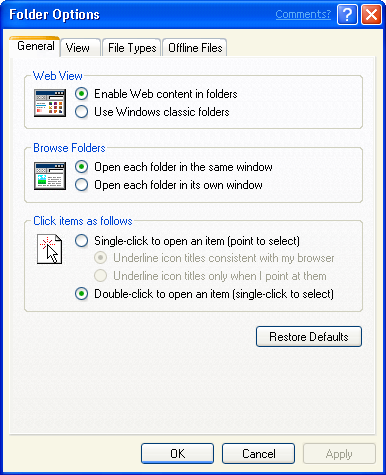 Folder Options
Comments?
General View File Types Offline Files
Web View
Enable Web content in folders
Use Windows classic folders
Browse Folders
Open each folder in the same window
Open each folder in its own window
Click items as follows
Single-click to open an item (point to select)
Underline icon titles consistent with my browser
Underline icon titles only when I point at them
Double-click to open an item (single-click to select)
Restore Defaults
OK Cancel Apply